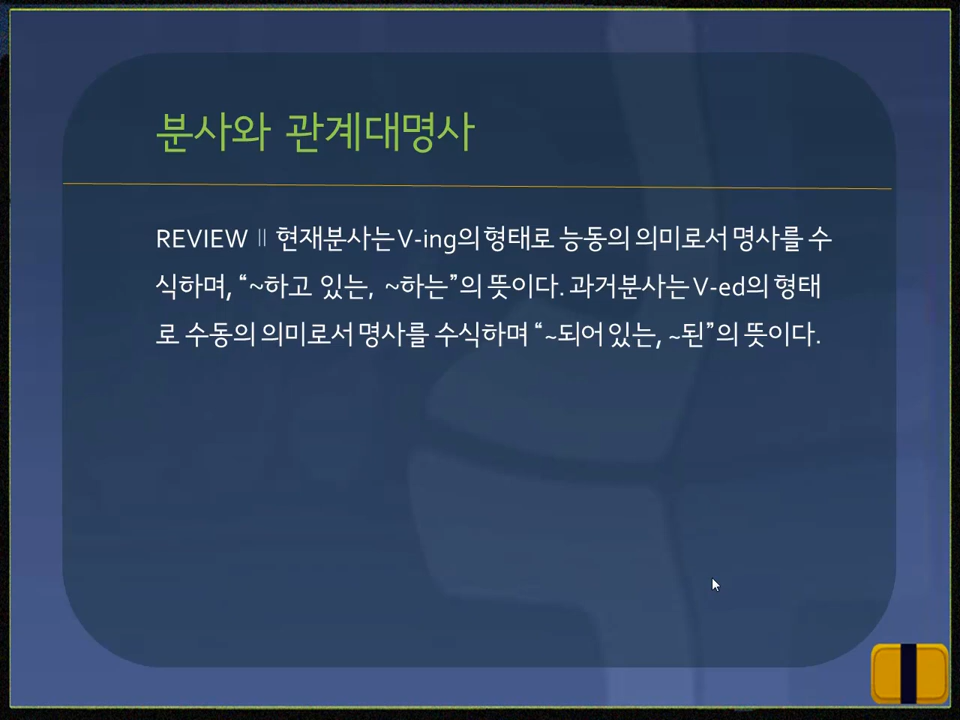 분사와 관계대명사
REVIEW Ⅱ 현재분사는 V-ing의 형태로 능동의 의미로서 명사를 수
식하며, “~하고 있는, ~하는”의 뜻이다. 과거분사는 V-ed의 형태
로 수동의 의미로서 명사를 수식하며 “~되어 있는, ~된”의 뜻이다.